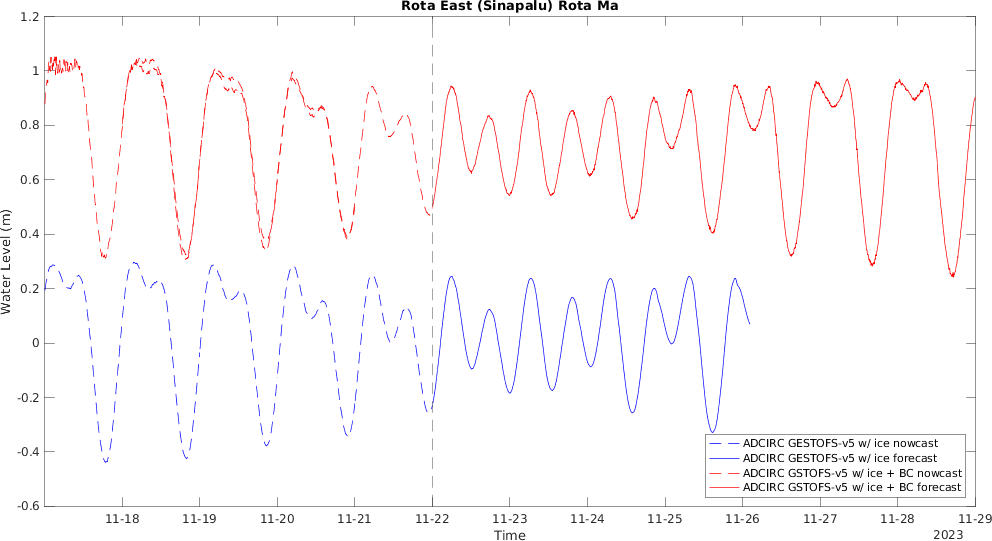 Rota East (Sinapalu) Rota Ma
1.2
1
0.8
0.6
0.4
0.2
0
-0.2
-0.4
-0.6
Water Level (m)
ADCIRC GESTOFS-v5 w/ ice nowcast
ADCIRC GESTOFS-v5 w/ ice forecast
ADCIRC GSTOFS-v5 w/ ice + BC nowcast
ADCIRC GSTOFS-v5 w/ ice + BC forecast
11-18 11-19 11-20 11-21 11-22 11-23 11-24 11-25 11-26 11-27 11-28 11-29
Time
2023